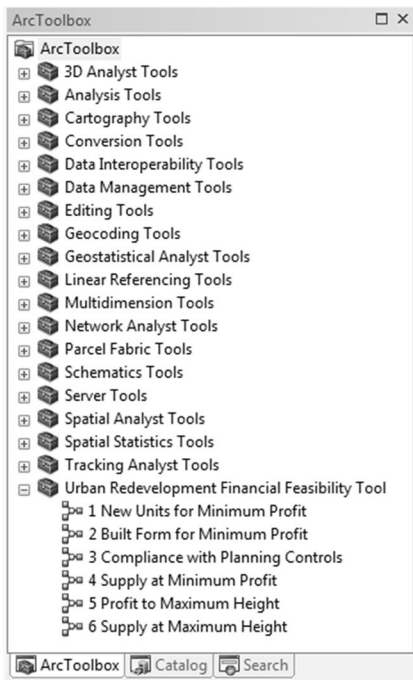 ArcToolbox
ArcToolbox
3D Analyst Tools
Analysis Tools
Cartography Tools
Conversion Tools
Data Interoperability Tools
Data Management Tools
Editing Tools
Geocoding Tools
Geostatistical Analyst Tools
Linear Referencing Tools
Multidimension Tools
Network Analyst Tools
Parcel Fabric Tools
Schematics Tools
Server Tools
Spatial Analyst Tools
Spatial Statistics Tools
Tracking Analyst Tools
Urban Redevelopment Financial Feasibility Tool
1 New Units for Minimum Profit
2 Built Form for Minimum Profit
3 Compliance with Planning Controls
4 Supply at Minimum Profit
5 Profit to Maximum Height
6 Supply at Maximum Height
ArcToolbox Catalog Search